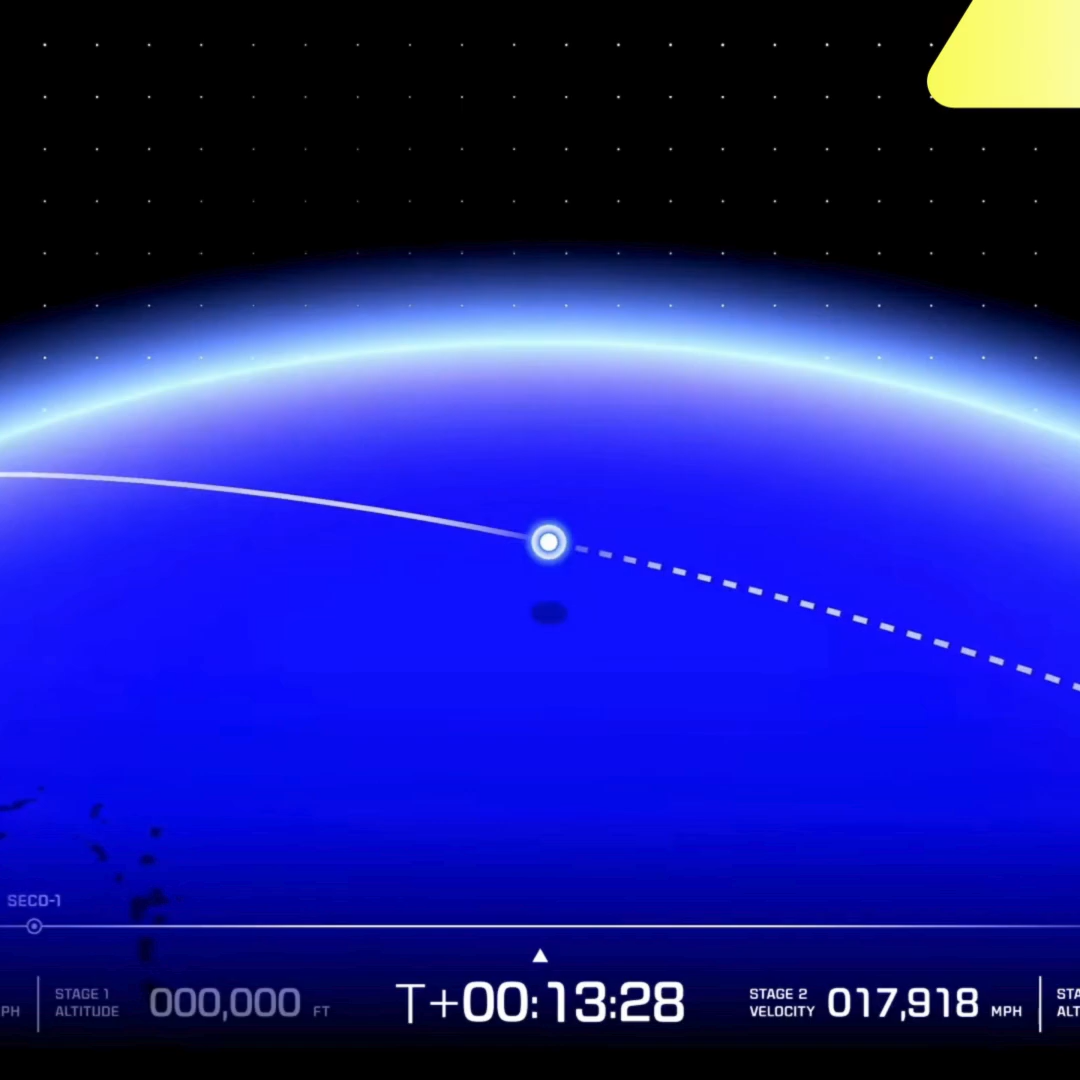 SECO-1
PH
STAGE 1
ALTITUDE
000,000 FT
T+00:13:28
STAGE 2
VELOCITY
017,918 MPH
STA
ALT